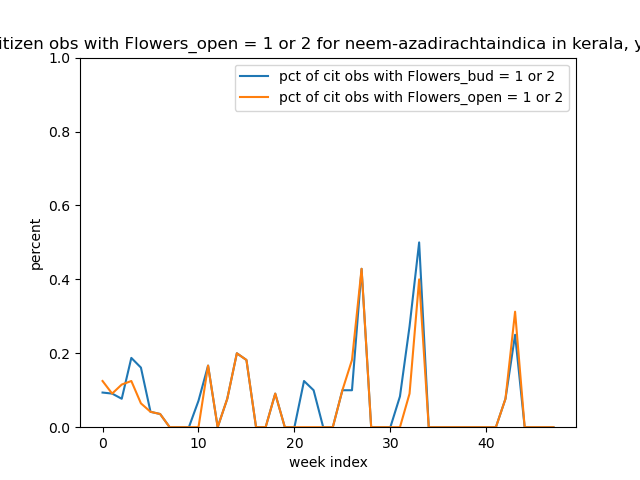 itizen obs with Flowers_open = 1 or 2 for neem-azadirachtaindica in kerala, y
pct of cit obs with Flowers_bud = 1 or 2
pct of cit obs with Flowers_open = 1 or 2
1.0
0.8
0.6
0.4
0.2
0.0
percent
0 10 20 30 40
week index